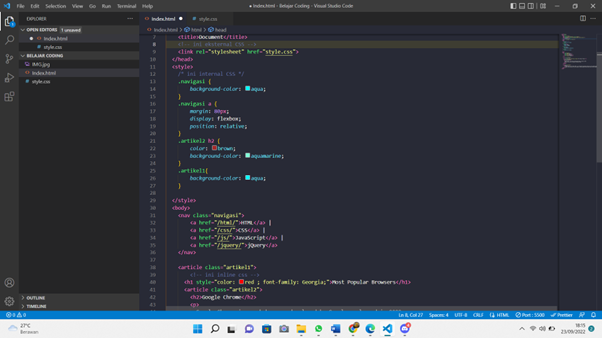 File Edit Selection View Go Run Terminal Help
● index.html - Belajar Coding - Visual Studio Code
EXPLORER
OPEN EDITORS 1 unsaved
index.html
style.css
BELAJAR CODING
IMG.jpg
index.html
style.css
OUTLINE
TIMELINE
index.html
style.css
index.html > html > head
7 <title>Document</title>
8 <!-- ini eksternal CSS -->
9 <link rel="stylesheet" href="style.css">
10 </head>
11 <style>
12 /* ini internal CSS */
13 .navigasi {
14 background-color: aqua;
15 }
16 .navigasi a {
17 margin: 80px;
18 display: flexbox;
19 position: relative;
20 }
21 .artikel2 h2 {
22 color: brown;
23 background-color: aquamarine;
24 }
25 .artikel1{
26 background-color: aqua;
27 }
28
29 </style>
30 <body>
31 <nav class="navigasi">
32 <a href="/html/">HTML</a> |
33 <a href="/css/">CSS</a> |
34 <a href="/js/">JavaScript</a> |
35 <a href="/jquery/">jQuery</a>
36 </nav>
37
38 <article class="artikel1">
39 <!-- ini inline css -->
40 <h1 style="color: red ; font-family: Georgia;">Most Popular Browsers</h1>
41 <article class="artikel2">
42 <h2>Google Chrome</h2>
43 <p>
0 0
Ln 8, Col 27 Spaces: 4 UTF-8 CRLF HTML Port : 5500 Prettier
27°C
Berawan
16:15
23/09/2022
2